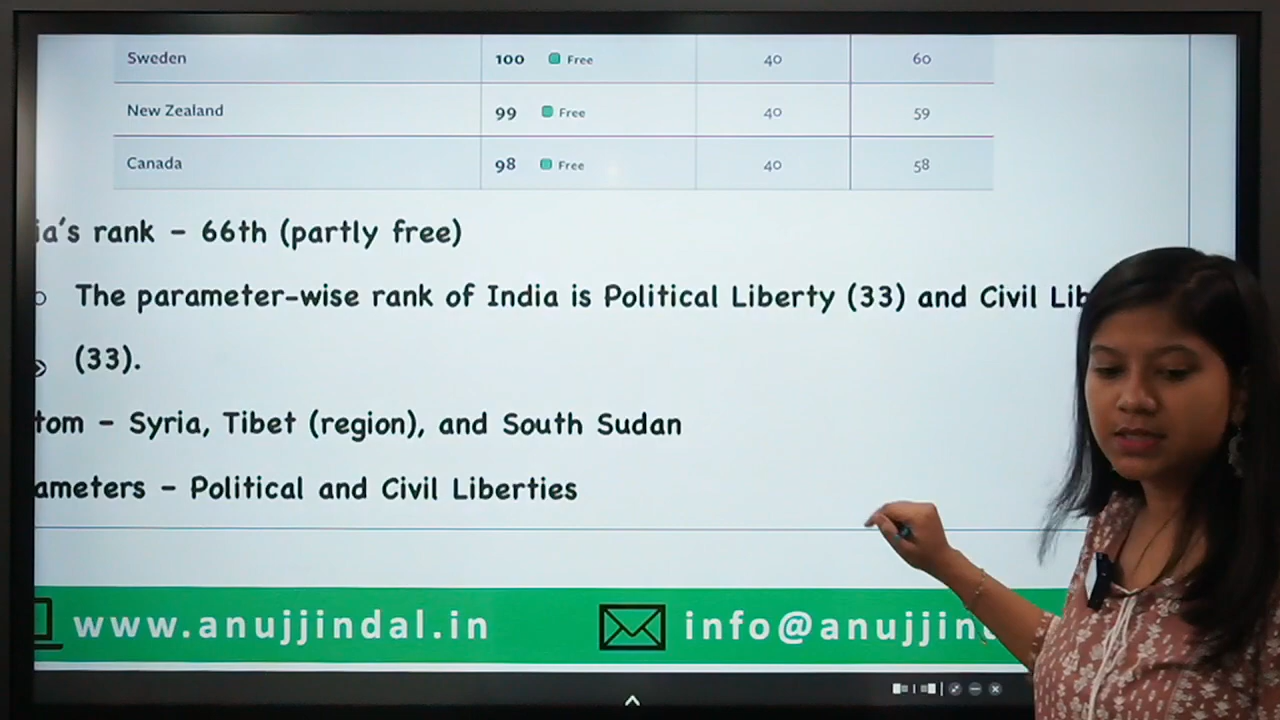 Sweden 100 Free 40 60
New Zealand 99 Free 40 59
Canada 98 Free 40 58
ia's rank – 66th (partly free)
The parameter-wise rank of India is Political Liberty (33) and Civil Lib
(33).
tom – Syria, Tibet (region), and South Sudan
ameters – Political and Civil Liberties
www.anujjindal.in info@anujjin